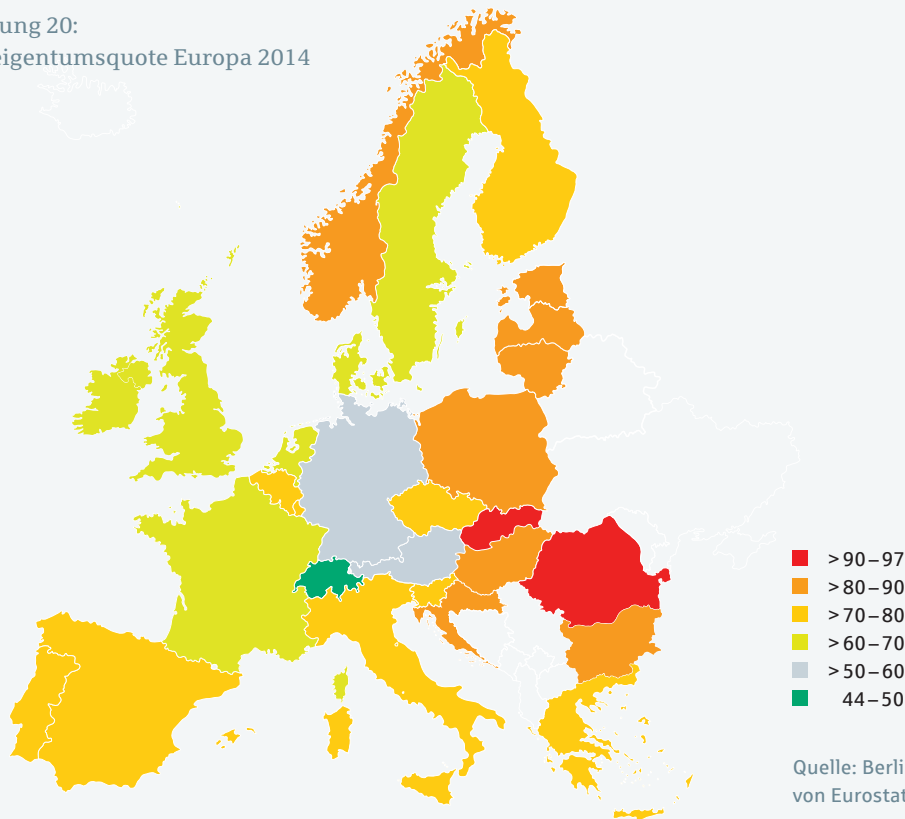 ung 20:
eigentumsquote Europa 2014
>90–97
>80–90
>70–80
>60–70
>50–60
44–50
Quelle: Berli
von Eurostat